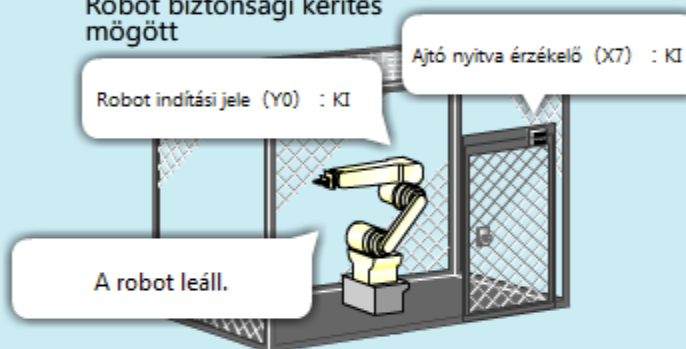 Robot biztonsági kerítés
mögött
Ajtó nyitva érzékelő（X7） : KI
Robot indítási jele（Y0） : KI
A robot leáll.